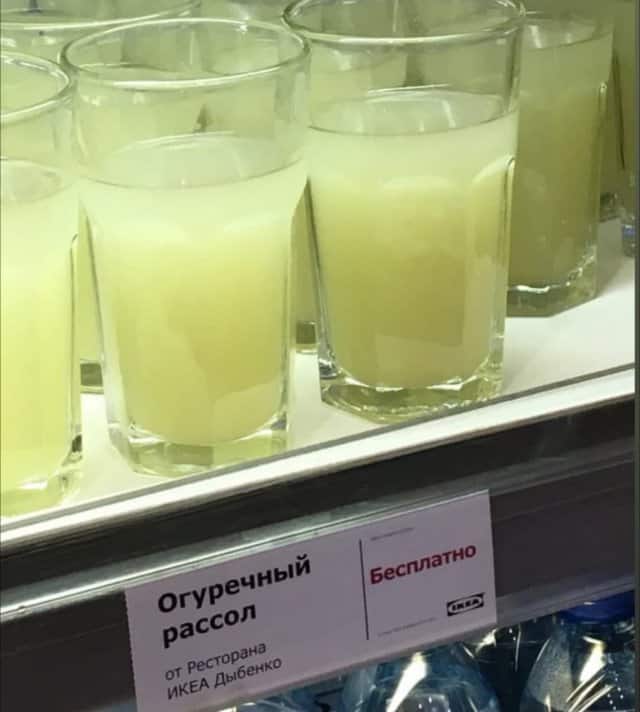 Огуречный
рассол
от Ресторана
ИКЕА Дыбенко
Бесплатно
IKEA